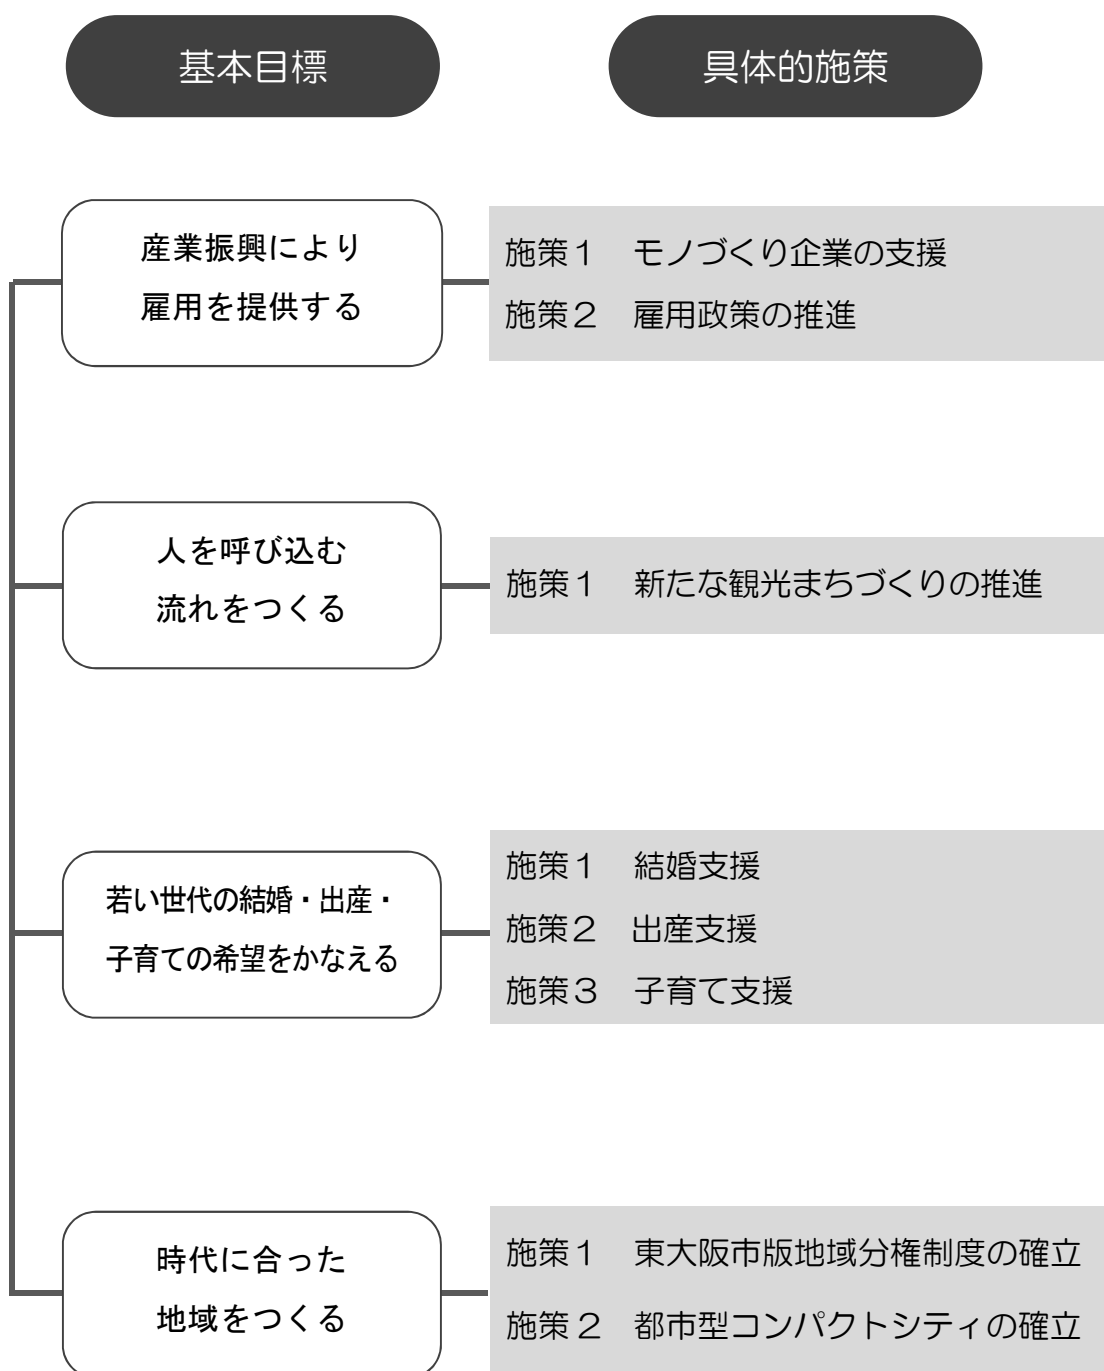 基本目標
具体的施策
産業振興により
雇用を提供する
施策１　モノづくり企業の支援
施策２　雇用政策の推進
人を呼び込む
流れをつくる
施策１　新たな観光まちづくりの推進
若い世代の結婚・出産・
子育ての希望をかなえる
施策１　結婚支援
施策２　出産支援
施策３　子育て支援
時代に合った
地域をつくる
施策１　東大阪市版地域分権制度の確立
施策２　都市型コンパクトシティの確立